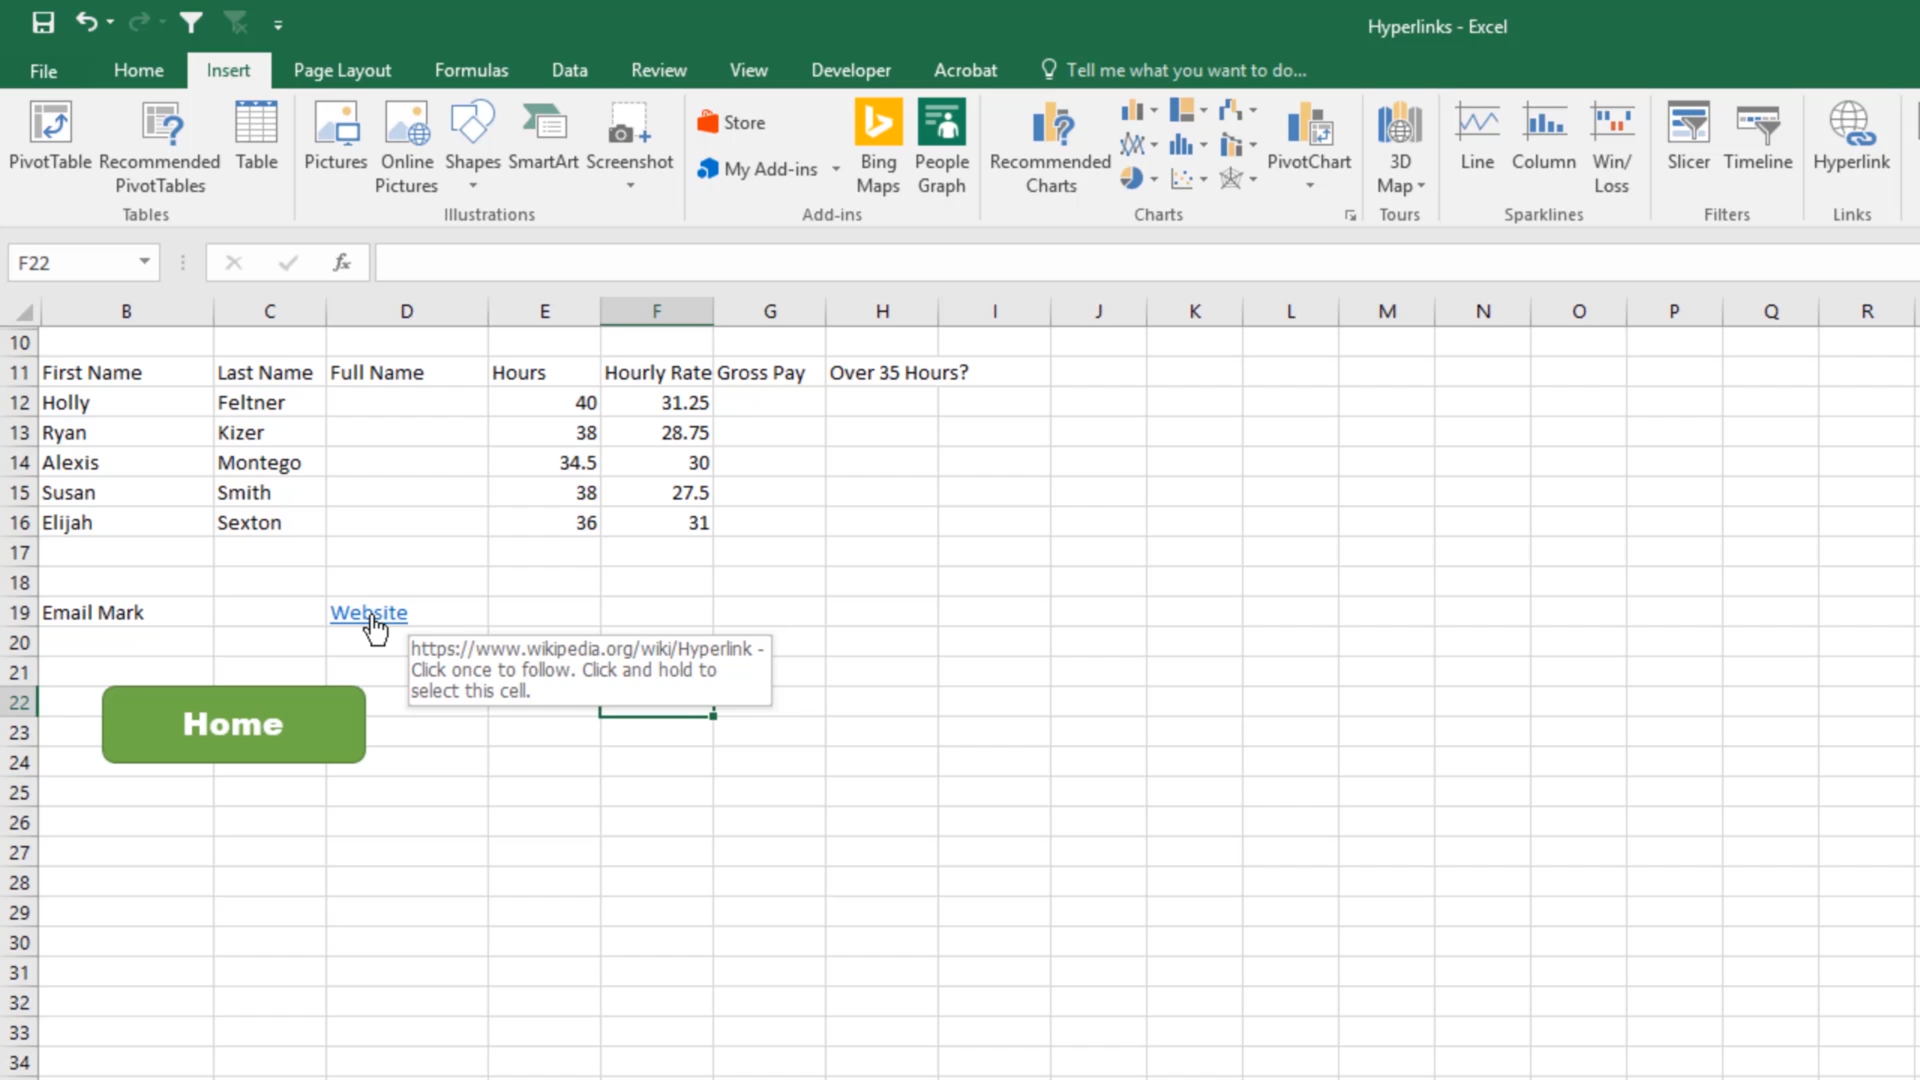 Hyperlinks - Excel
File Home Insert Page Layout Formulas Data Review View Developer Acrobat Tell me what you want to do...
PivotTable
Recommended
PivotTables
Table
Tables
Pictures
Online
Pictures
Shapes
SmartArt
Screenshot
Illustrations
Store
My Add-ins
Bing
Maps
People
Graph
Add-ins
Recommended
Charts
PivotChart
Charts
3D
Map
Tours
Line
Column
Win/
Loss
Sparklines
Slicer
Timeline
Filters
Hyperlink
Links
F22 fx
B C D E F G H I J K L M N O P Q R
10
11 First Name Last Name Full Name Hours Hourly Rate Gross Pay Over 35 Hours?
12 Holly Feltner 40 31.25
13 Ryan Kizer 38 28.75
14 Alexis Montego 34.5 30
15 Susan Smith 38 27.5
16 Elijah Sexton 36 31
17
18
19 Email Mark Website
20
https://www.wikipedia.org/wiki/Hyperlink -
Click once to follow. Click and hold to
select this cell.
21
22
Home
23
24
25
26
27
28
29
30
31
32
33
34